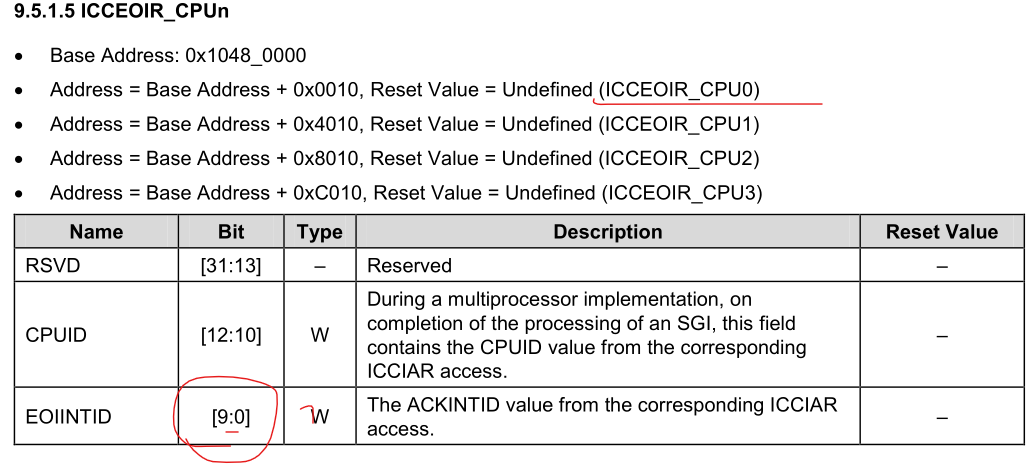 9.5.1.5 ICCEOIR_CPUn
• Base Address: 0x1048_0000
• Address = Base Address + 0x0010, Reset Value = Undefined (ICCEOIR_CPU0)
• Address = Base Address + 0x4010, Reset Value = Undefined (ICCEOIR_CPU1)
• Address = Base Address + 0x8010, Reset Value = Undefined (ICCEOIR_CPU2)
• Address = Base Address + 0xC010, Reset Value = Undefined (ICCEOIR_CPU3)
Name Bit Type Description Reset Value
RSVD [31:13] – Reserved –
During a multiprocessor implementation, on
completion of the processing of an SGI, this field
CPUID [12:10] W contains the CPUID value from the corresponding –
ICCIAR access.
EOIINTID [9:0] W The ACKINTID value from the corresponding ICCIAR –
access.